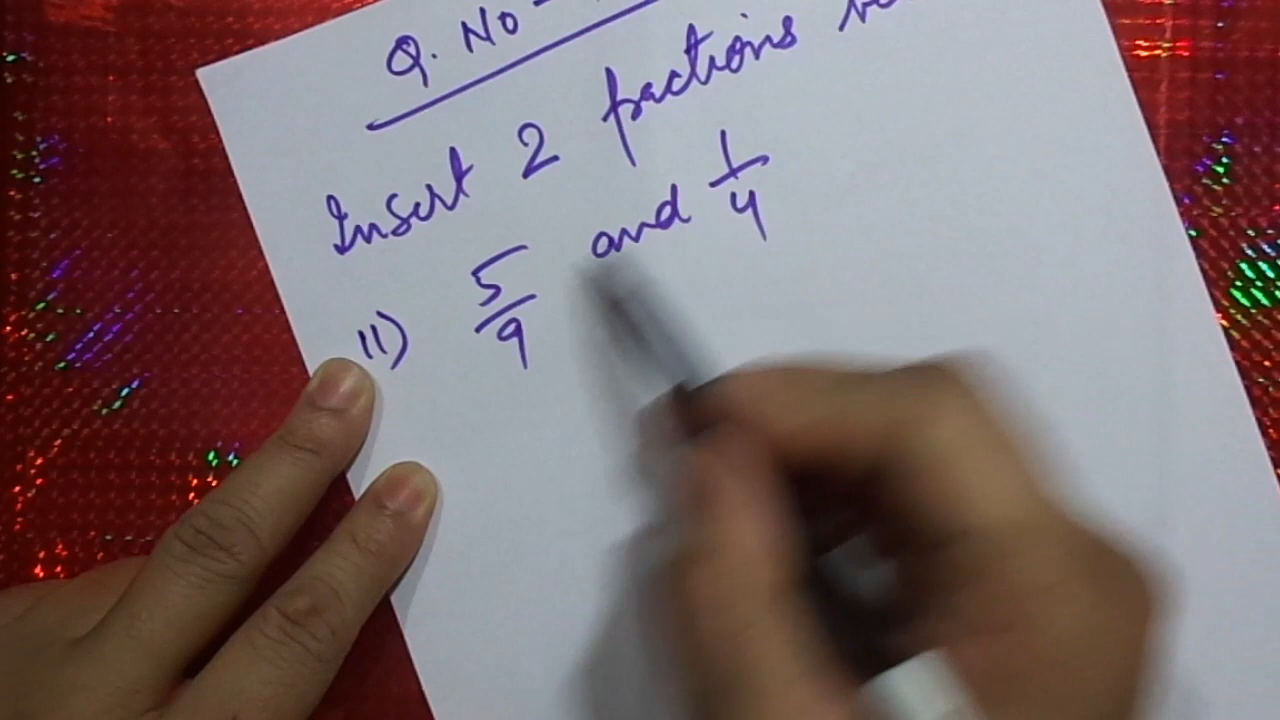 Q. No -
Insert 2 fractions
11) 5/9 and 1/4